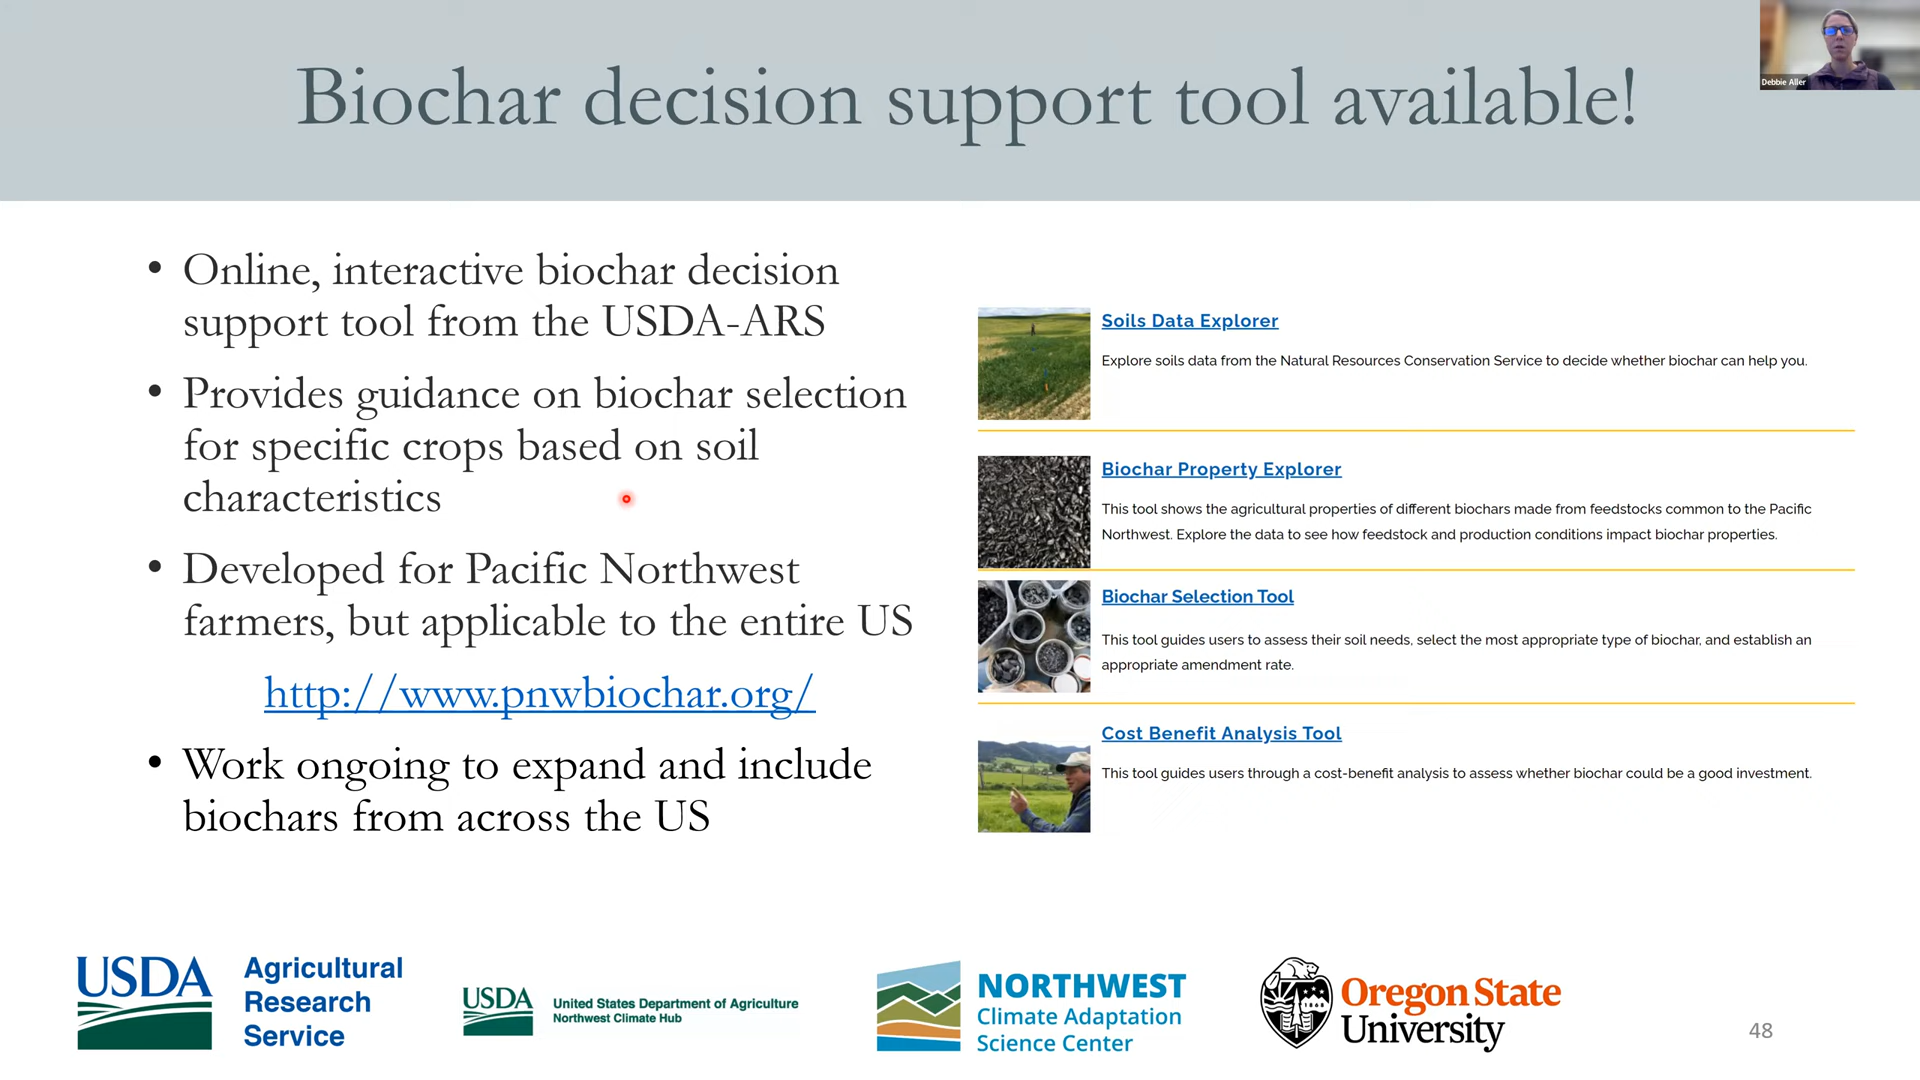 Biochar decision support tool available!
Debbie Aller
• Online, interactive biochar decision
support tool from the USDA-ARS
• Provides guidance on biochar selection
for specific crops based on soil
characteristics
• Developed for Pacific Northwest
farmers, but applicable to the entire US
http://www.pnwbiochar.org/
• Work ongoing to expand and include
biochars from across the US
Soils Data Explorer
Explore soils data from the Natural Resources Conservation Service to decide whether biochar can help you.
Biochar Property Explorer
This tool shows the agricultural properties of different biochars made from feedstocks common to the Pacific
Northwest. Explore the data to see how feedstock and production conditions impact biochar properties.
Biochar Selection Tool
This tool guides users to assess their soil needs, select the most appropriate type of biochar, and establish an
appropriate amendment rate.
Cost Benefit Analysis Tool
This tool guides users through a cost-benefit analysis to assess whether biochar could be a good investment.
USDA
Agricultural
Research
Service
USDA
United States Department of Agriculture
Northwest Climate Hub
NORTHWEST
Climate Adaptation
Science Center
1868
Oregon State
University
48